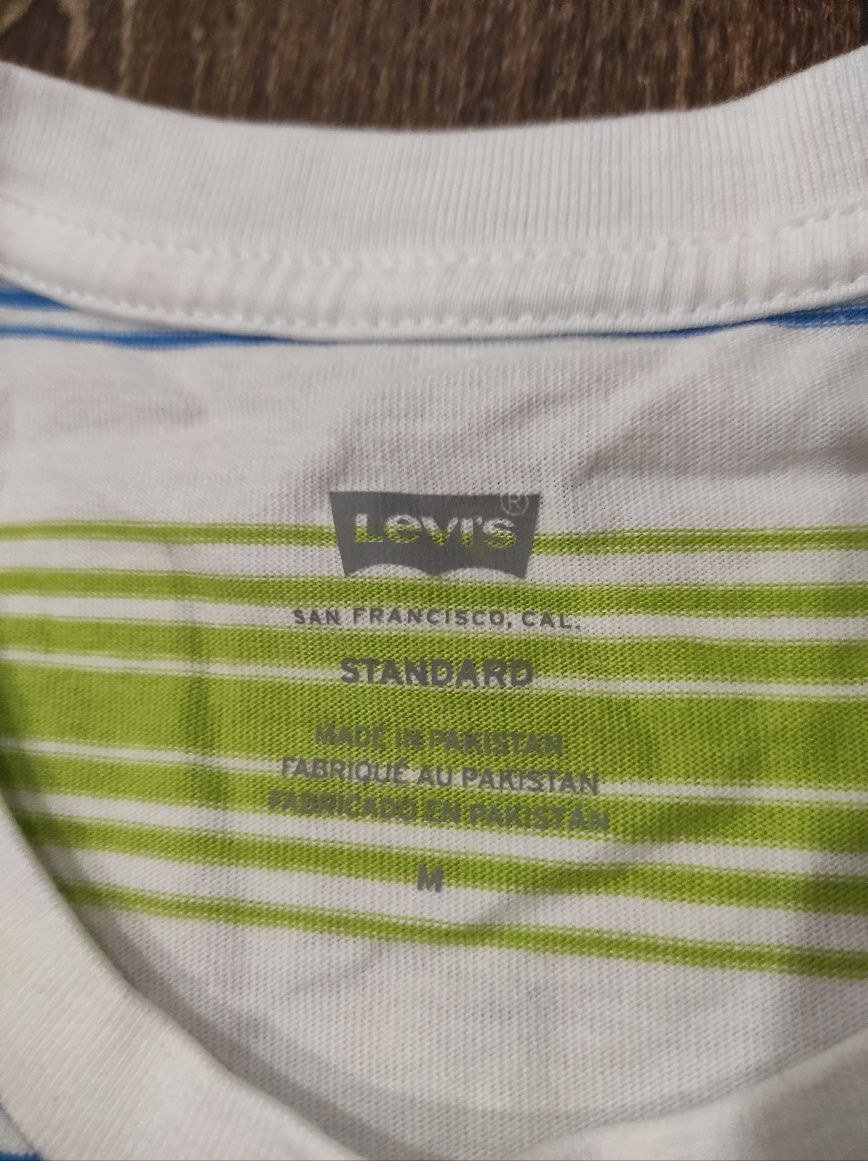 Levi's ®
SAN FRANCISCO, CAL.
STANDARD
MADE IN PAKISTAN
FABRIQUÉ AU PAKISTAN
FABRICADO EN PAKISTÁN
M